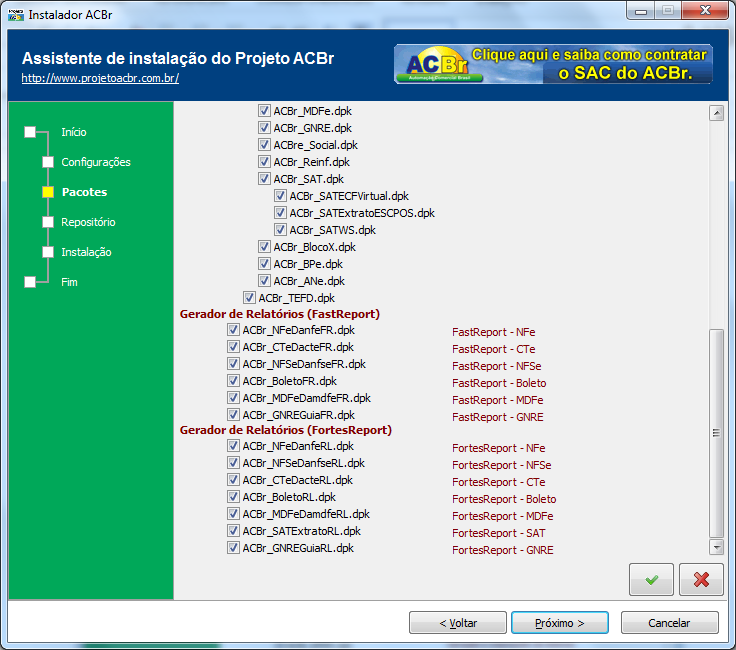 Instalador ACBr
Assistente de instalação do Projeto ACBr
http://www.projetoacbr.com.br/
ACBr
Automação Comercial Brasil
Clique aqui e saiba como contratar
o SAC do ACBr.
Início
Configurações
Pacotes
Repositório
Instalação
Fim
ACBr_MDFe.dpk
ACBr_GNRE.dpk
ACBre_Social.dpk
ACBr_Reinf.dpk
ACBr_SAT.dpk
ACBr_SATECFVirtual.dpk
ACBr_SATExtratoESCPOS.dpk
ACBr_SATWS.dpk
ACBr_BlocoX.dpk
ACBr_BPe.dpk
ACBr_ANe.dpk
ACBr_TEFD.dpk
Gerador de Relatórios (FastReport)
ACBr_NFeDanfeFR.dpk FastReport - NFe
ACBr_CTeDacteFR.dpk FastReport - CTe
ACBr_NFSeDanfseFR.dpk FastReport - NFSe
ACBr_BoletoFR.dpk FastReport - Boleto
ACBr_MDFeDamdfeFR.dpk FastReport - MDFe
ACBr_GNREGuiaFR.dpk FastReport - GNRE
Gerador de Relatórios (FortesReport)
ACBr_NFeDanfeRL.dpk FortesReport - NFe
ACBr_NFSeDanfseRL.dpk FortesReport - NFSe
ACBr_CTeDacteRL.dpk FortesReport - CTe
ACBr_BoletoRL.dpk FortesReport - Boleto
ACBr_MDFeDamdfeRL.dpk FortesReport - MDFe
ACBr_SATExtratoRL.dpk FortesReport - SAT
ACBr_GNREGuiaRL.dpk FortesReport - GNRE
< Voltar Próximo > Cancelar